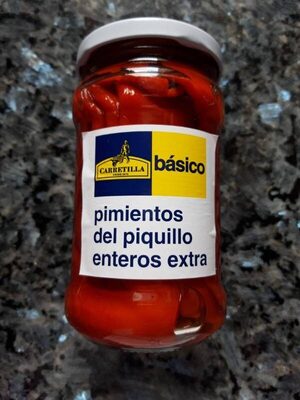 CARRETILLA
básico
pimientos
del piquillo
enteros extra